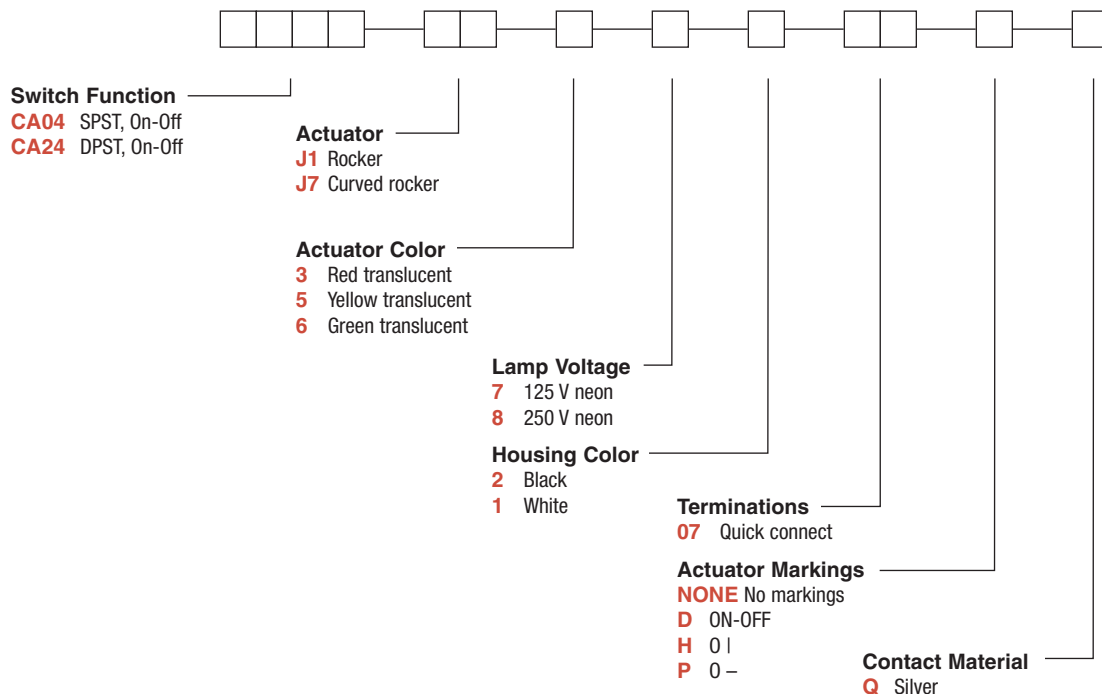 Switch Function
CA04 SPST, On-Off
CA24 DPST, On-Off
Actuator
J1 Rocker
J7 Curved rocker
Actuator Color
3 Red translucent
5 Yellow translucent
6 Green translucent
Lamp Voltage
7 125 V neon
8 250 V neon
Housing Color
2 Black
1 White
Terminations
07 Quick connect
Actuator Markings
NONE No markings
D ON-OFF
H 0 |
P 0 –
Contact Material
Q Silver